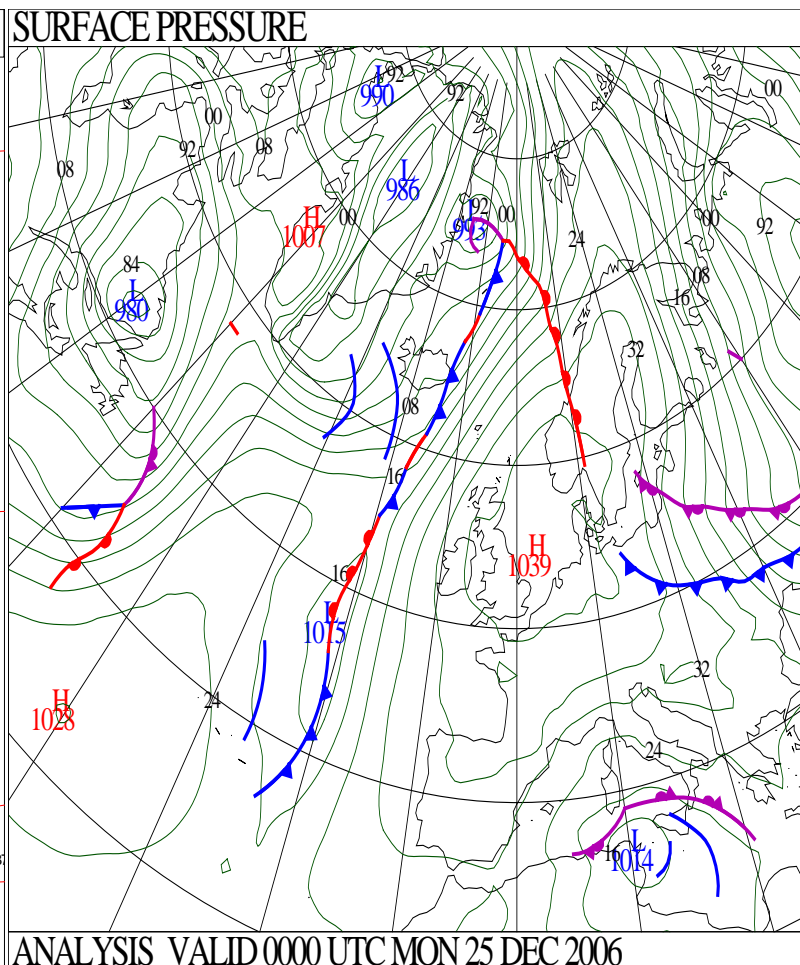 SURFACE PRESSURE
L 92
990
92
00
00
92
08
08
L
986
H
1007
00
L 92
993
00
24
00
92
84
L
980
08
16
32
08
16
16
H
1039
L
1015
H
1028
24
32
24
L
16 1014
ANALYSIS VALID 0000 UTC MON 25 DEC 2006